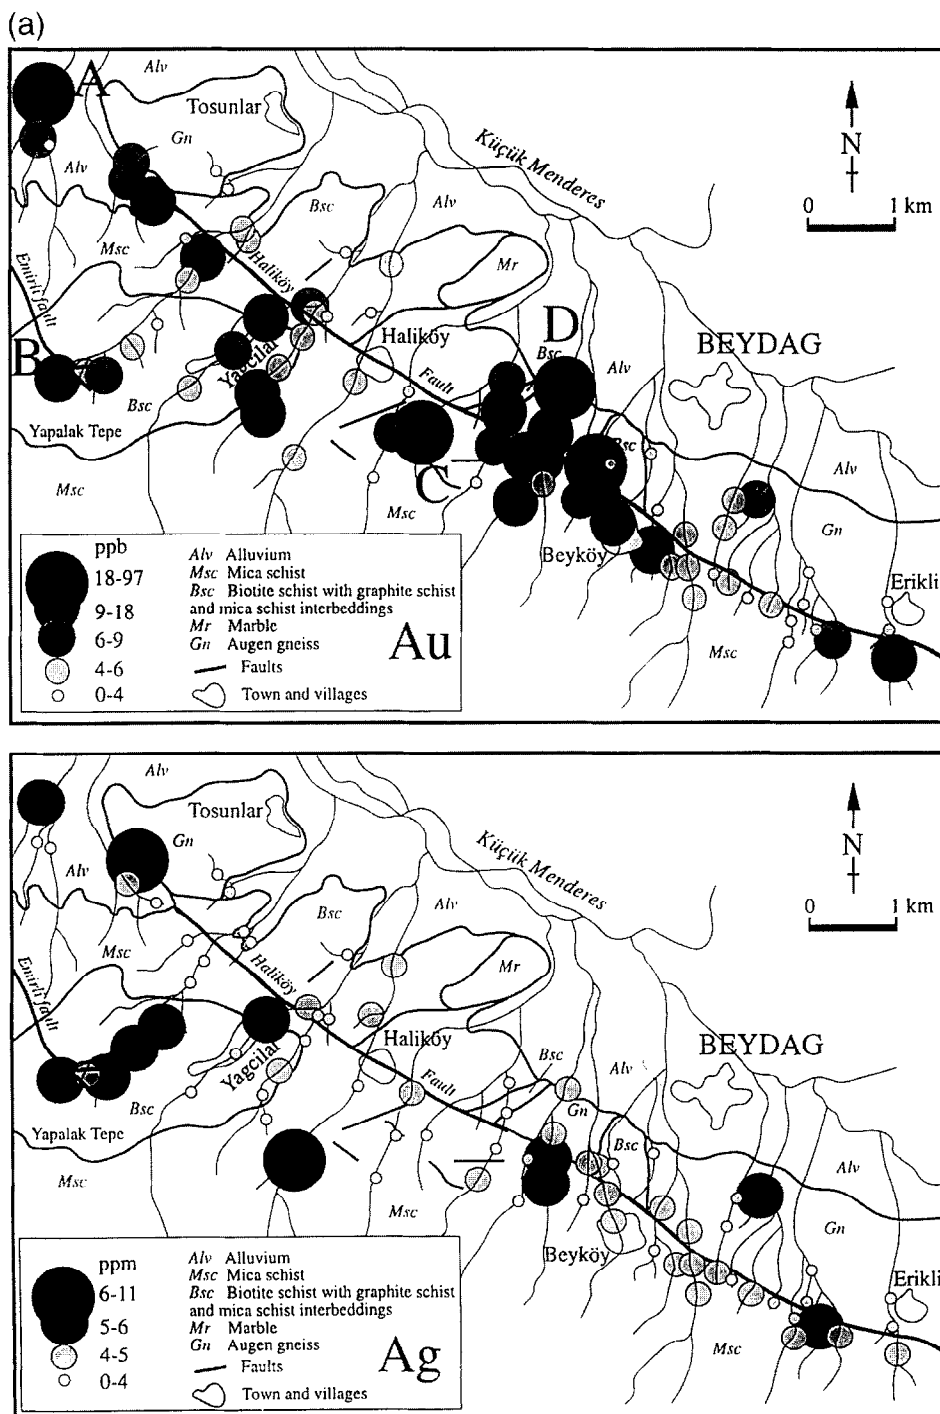 (a)
A
Alv
Tosunlar
Gn
Alv
Küçük Menderes
N
0 1 km
Bsc
Alv
Msc
Haliköy
Mr
Emirli fault
B
D
Haliköy
BEYDAG
Bsc
Alv
Yagcilar
Fault
Bsc
Yapalak Tepe
Bsc
Alv
C
Msc
Msc
Gn
Beyköy
Erikli
Msc
ppb
18-97
9-18
6-9
4-6
0-4
Alv Alluvium
Msc Mica schist
Bsc Biotite schist with graphite schist
and mica schist interbeddings
Mr Marble
Gn Augen gneiss
Faults
Town and villages
Au
Alv
Tosunlar
Gn
Alv
Küçük Menderes
N
0 1 km
Bsc
Alv
Msc
Haliköy
Mr
Emirli fault
Haliköy
BEYDAG
Yagcilar
Fault
Bsc
Alv
Bsc
Gn
Yapalak Tepe
Bsc
Alv
Msc
Msc
Gn
Beyköy
Erikli
Msc
ppm
6-11
5-6
4-5
0-4
Alv Alluvium
Msc Mica schist
Bsc Biotite schist with graphite schist
and mica schist interbeddings
Mr Marble
Gn Augen gneiss
Faults
Town and villages
Ag